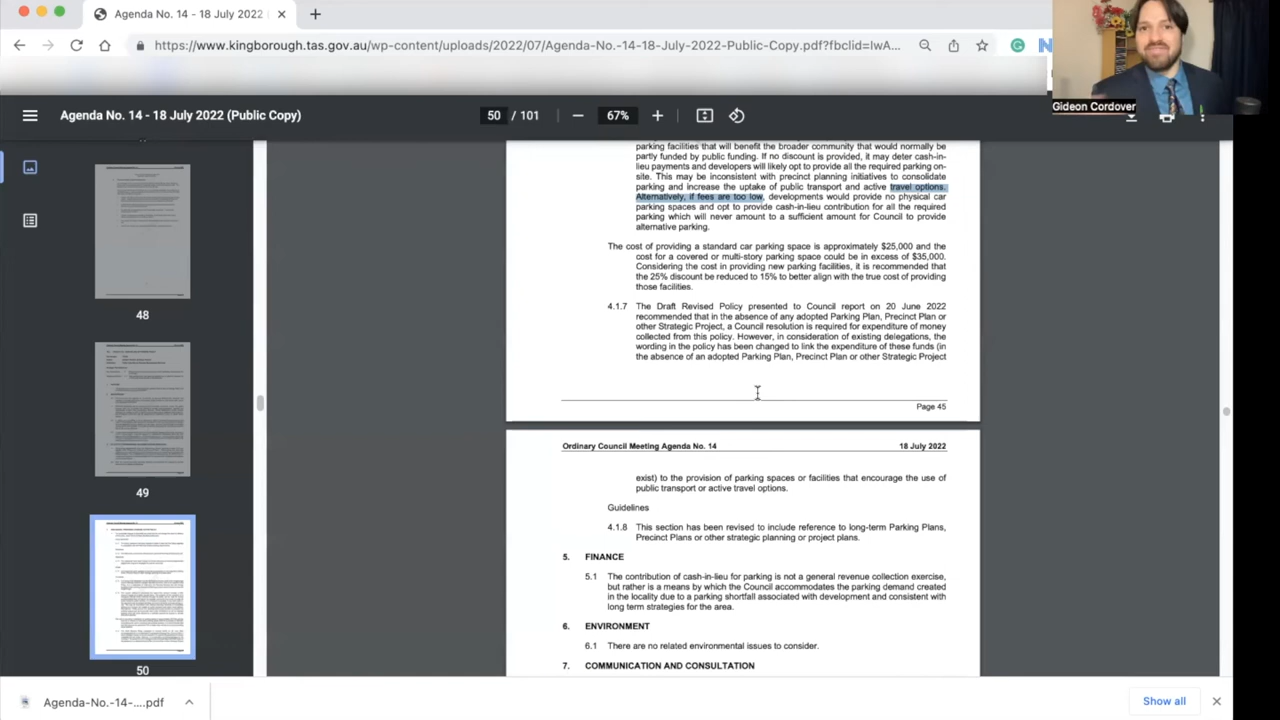 Agenda No. 14 - 18 July 2022
https://www.kingborough.tas.gov.au/wp-content/uploads/2022/07/Agenda-No.-14-18-July-2022-Public-Copy.pdf?fbclid=IwA...
Gideon Cordover
Agenda No. 14 - 18 July 2022 (Public Copy)
50 / 101
67%
48
49
50
parking facilities that will benefit the broader community that would normally be
partly funded by public funding. If no discount is provided, it may deter cash-in-
lieu payments and developers will likely opt to provide all the required parking on-
site. This may be inconsistent with precinct planning initiatives to consolidate
parking and increase the uptake of public transport and active travel options.
Alternatively, if fees are too low, developments would provide no physical car
parking spaces and opt to provide cash-in-lieu contribution for all the required
parking which will never amount to a sufficient amount for Council to provide
alternative parking.
The cost of providing a standard car parking space is approximately $25,000 and the
cost for a covered or multi-story parking space could be in excess of $35,000.
Considering the cost in providing new parking facilities, it is recommended that
the 25% discount be reduced to 15% to better align with the true cost of providing
those facilities.
4.1.7 The Draft Revised Policy presented to Council report on 20 June 2022
recommended that in the absence of any adopted Parking Plan, Precinct Plan or
other Strategic Project, a Council resolution is required for expenditure of money
collected from this policy. However, in consideration of existing delegations, the
wording in the policy has been changed to link the expenditure of these funds (in
the absence of an adopted Parking Plan, Precinct Plan or other Strategic Project
Page 45
Ordinary Council Meeting Agenda No. 14 18 July 2022
exist) to the provision of parking spaces or facilities that encourage the use of
public transport or active travel options.
Guidelines
4.1.8 This section has been revised to include reference to long-term Parking Plans,
Precinct Plans or other strategic planning or project plans.
5. FINANCE
5.1 The contribution of cash-in-lieu for parking is not a general revenue collection exercise,
but rather is a means by which the Council accommodates the parking demand created
in the locality due to a parking shortfall associated with development and consistent with
long term strategies for the area.
6. ENVIRONMENT
6.1 There are no related environmental issues to consider.
7. COMMUNICATION AND CONSULTATION
Agenda-No.-14-....pdf
Show all